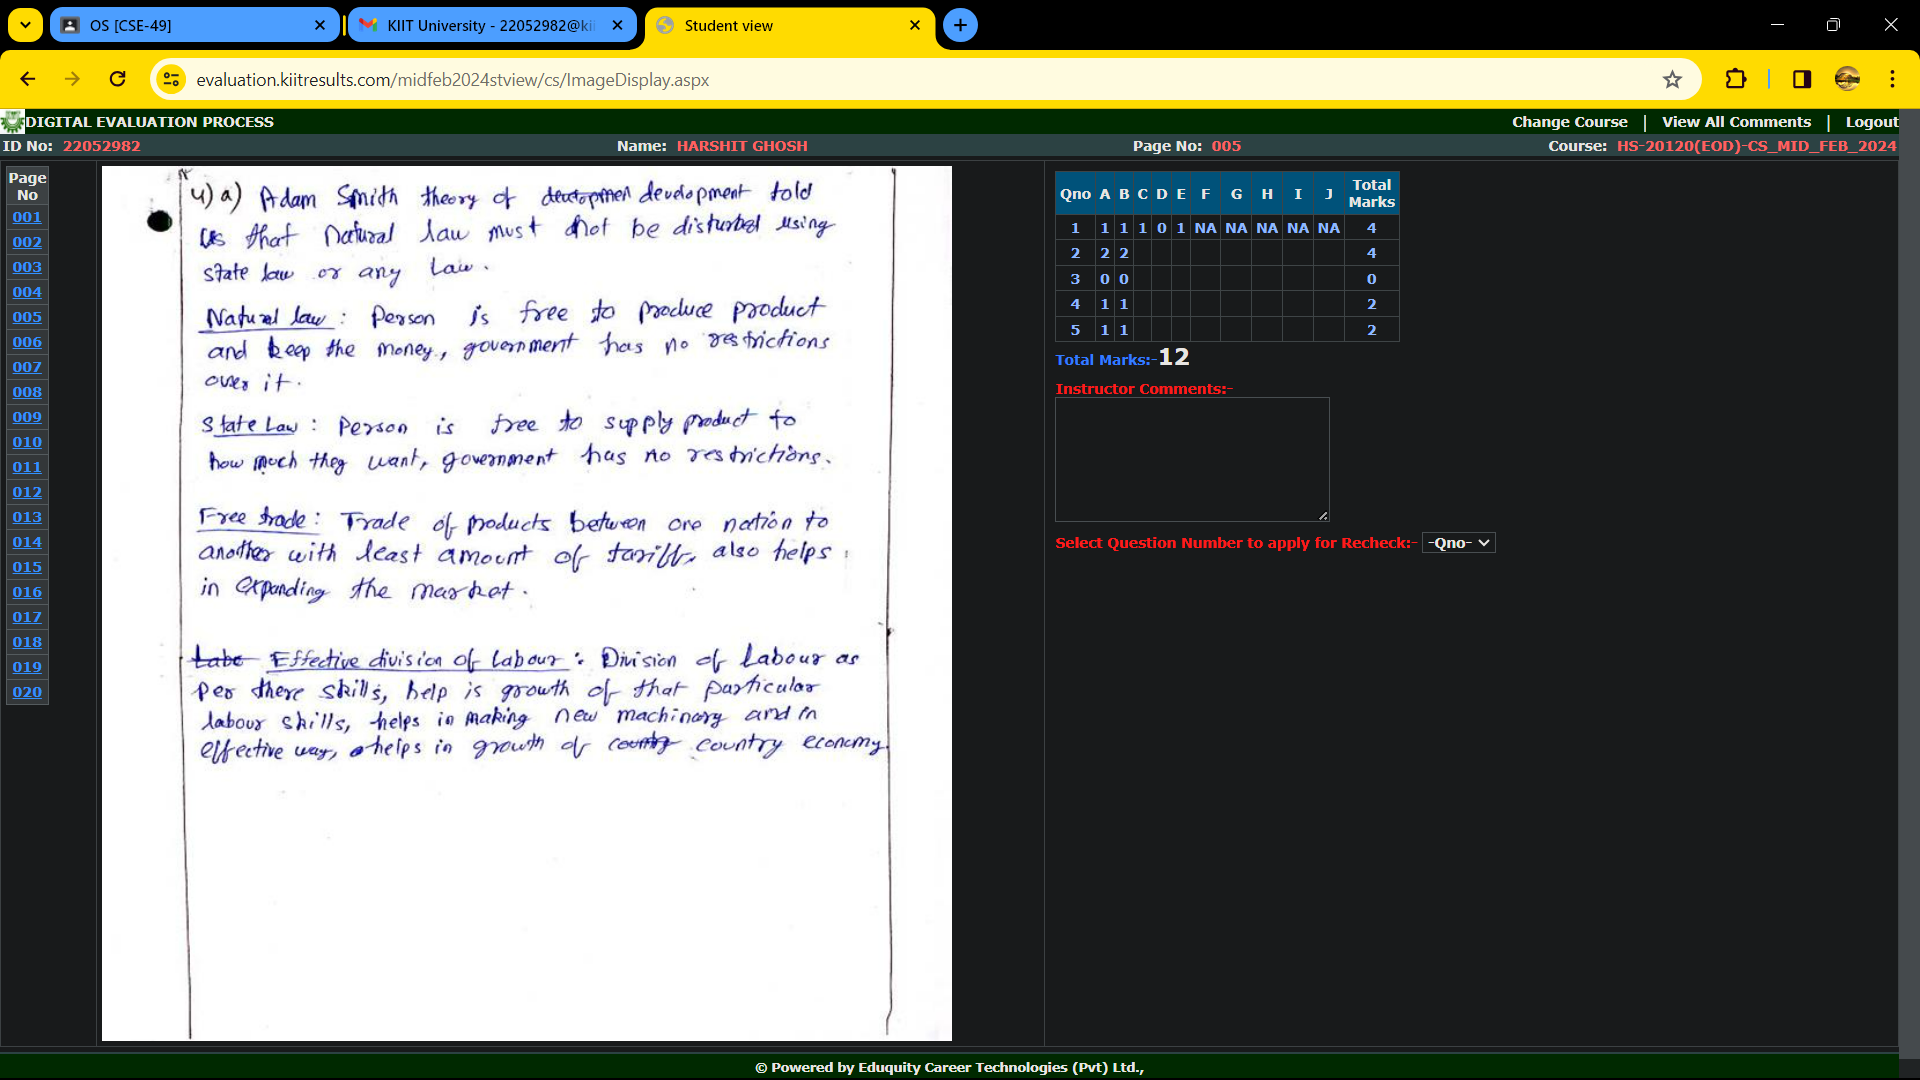 OS [CSE-49]
KIIT University - 22052982@ki
Student view
evaluation.kiitresults.com/midfeb2024stview/cs/ImageDisplay.aspx
DIGITAL EVALUATION PROCESS
Change Course | View All Comments | Logout
ID No: 22052982 Name: HARSHIT GHOSH Page No: 005 Course: HS-20120(EOD)-CS_MID_FEB_2024
Page No
001
002
003
004
005
006
007
008
009
010
011
012
013
014
015
016
017
018
019
020
4) a) Adam Smith theory of development told
us that Natural law must not be disturbed using
state law or any Law.
Natural law : Person is free to produce product
and keep the money, government has no restrictions
over it.
State Law : Person is free to supply product to
how much they want, government has no restrictions.
Free trade : Trade of products between one nation to
another with least amount of tariff, also helps
in expanding the market.
Labo Effective division of Labour : Division of Labour as
per there skills, help is growth of that particular
labour skills, helps in making new machinary and in
effective way, helps in growth of country economy.
Qno A B C D E F G H I J Total Marks
1 1 1 1 0 1 NA NA NA NA NA 4
2 2 2 4
3 0 0 0
4 1 1 2
5 1 1 2
Total Marks:-12
Instructor Comments:-
Select Question Number to apply for Recheck:- -Qno-
© Powered by Eduquity Career Technologies (Pvt) Ltd.,